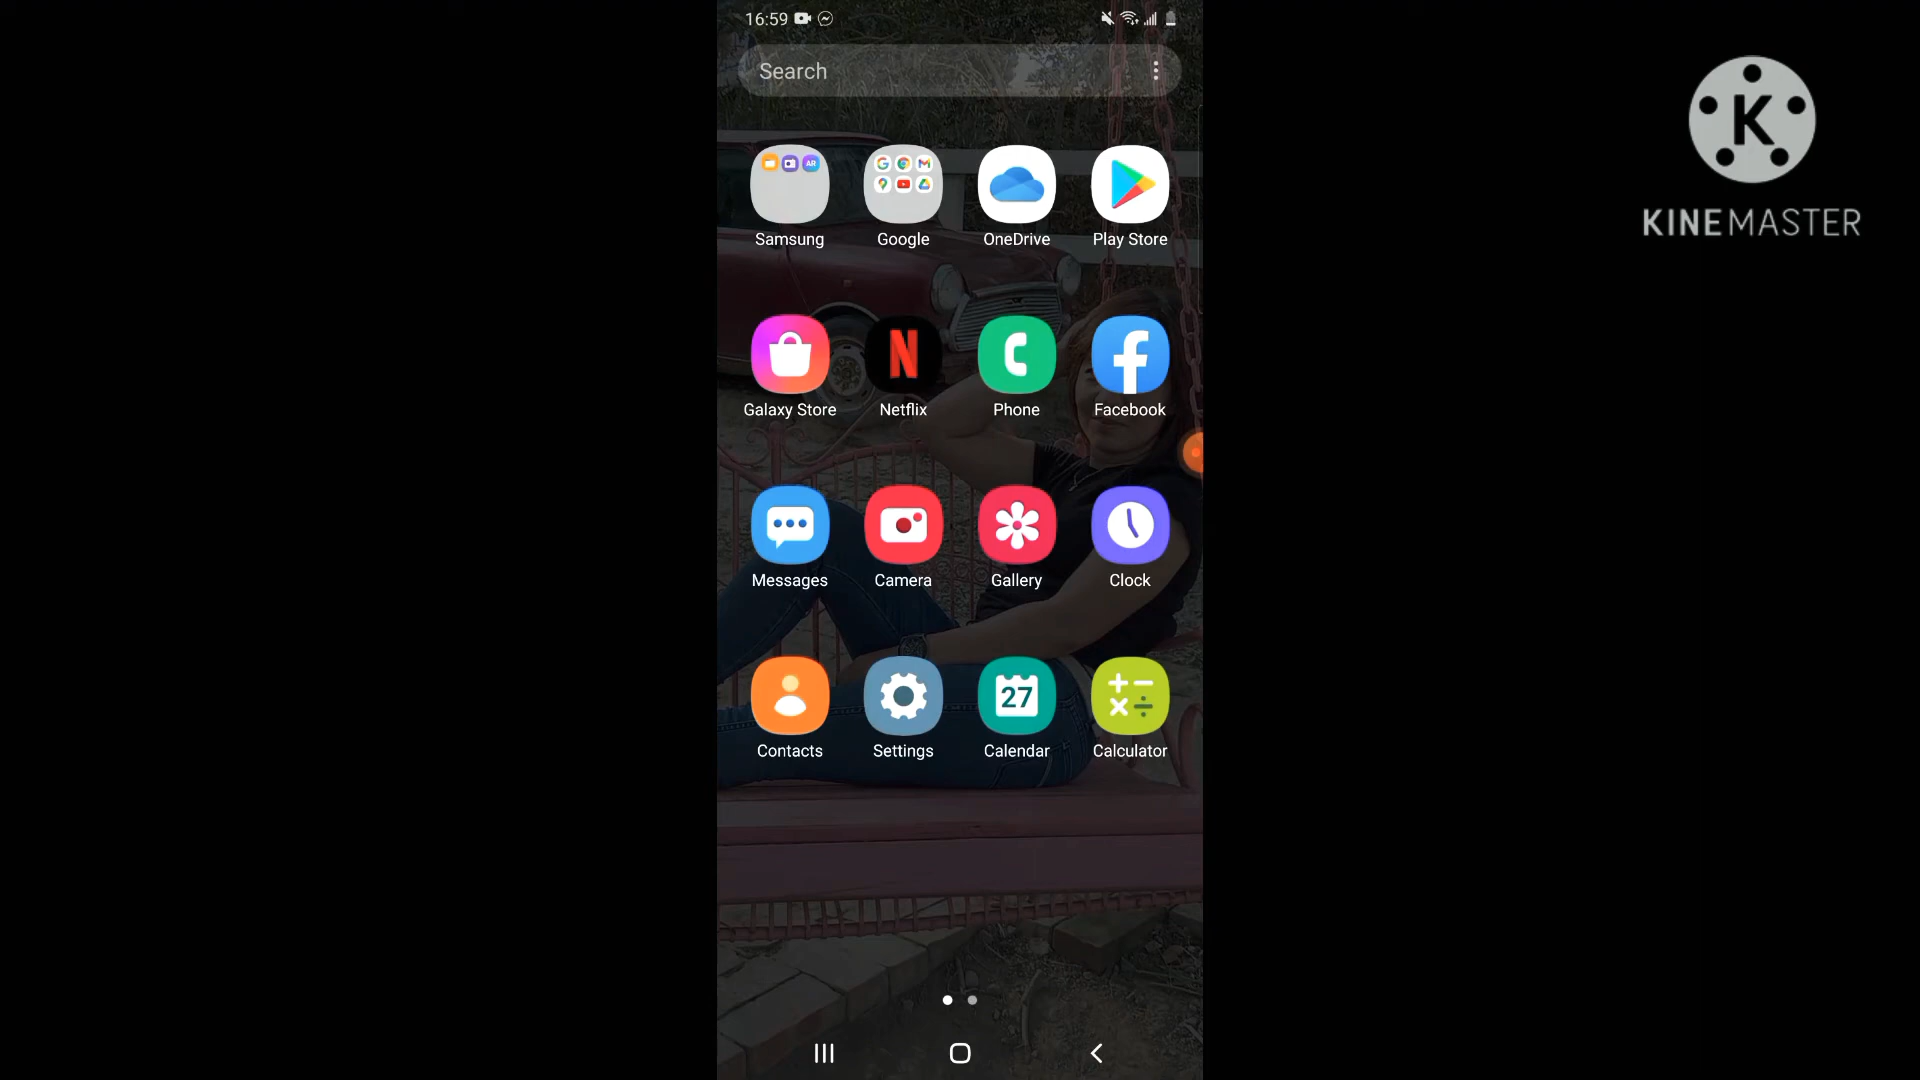 16:59
Search
AR
Samsung
Google
OneDrive
Play Store
Galaxy Store
Netflix
Phone
Facebook
Messages
Camera
Gallery
Clock
27
Contacts
Settings
Calendar
Calculator
K
KINEMASTER